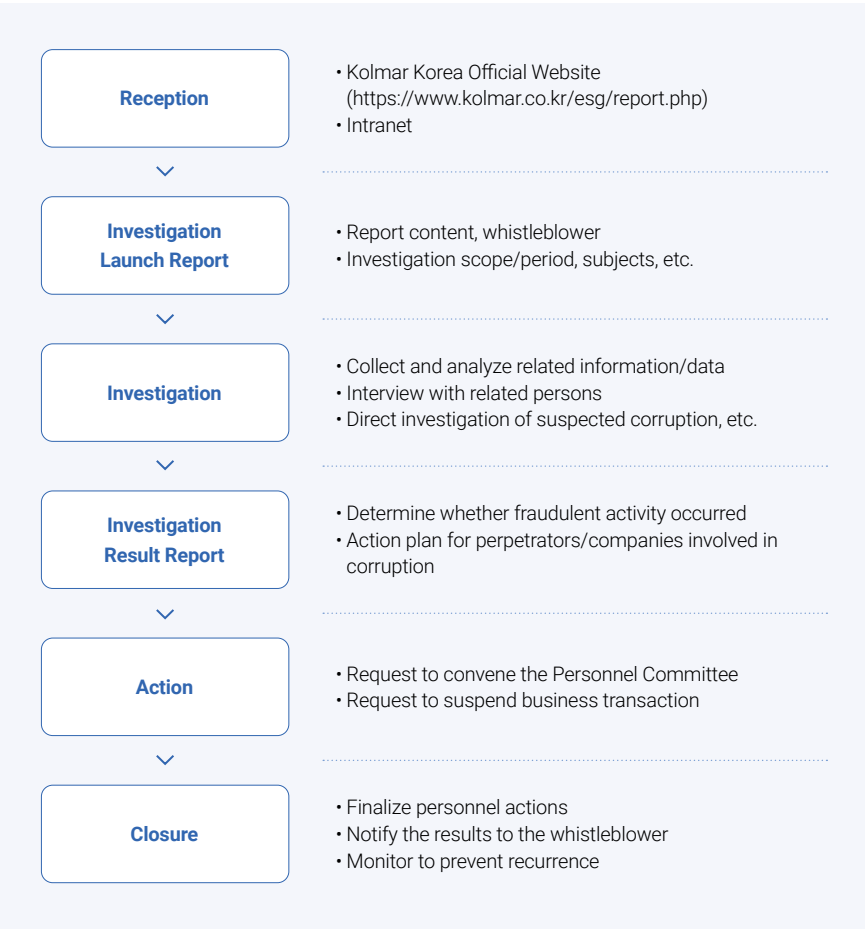 Reception
• Kolmar Korea Official Website
(https://www.kolmar.co.kr/esg/report.php)
• Intranet
Investigation
Launch Report
• Report content, whistleblower
• Investigation scope/period, subjects, etc.
Investigation
• Collect and analyze related information/data
• Interview with related persons
• Direct investigation of suspected corruption, etc.
Investigation
Result Report
• Determine whether fraudulent activity occurred
• Action plan for perpetrators/companies involved in
corruption
Action
• Request to convene the Personnel Committee
• Request to suspend business transaction
Closure
• Finalize personnel actions
• Notify the results to the whistleblower
• Monitor to prevent recurrence